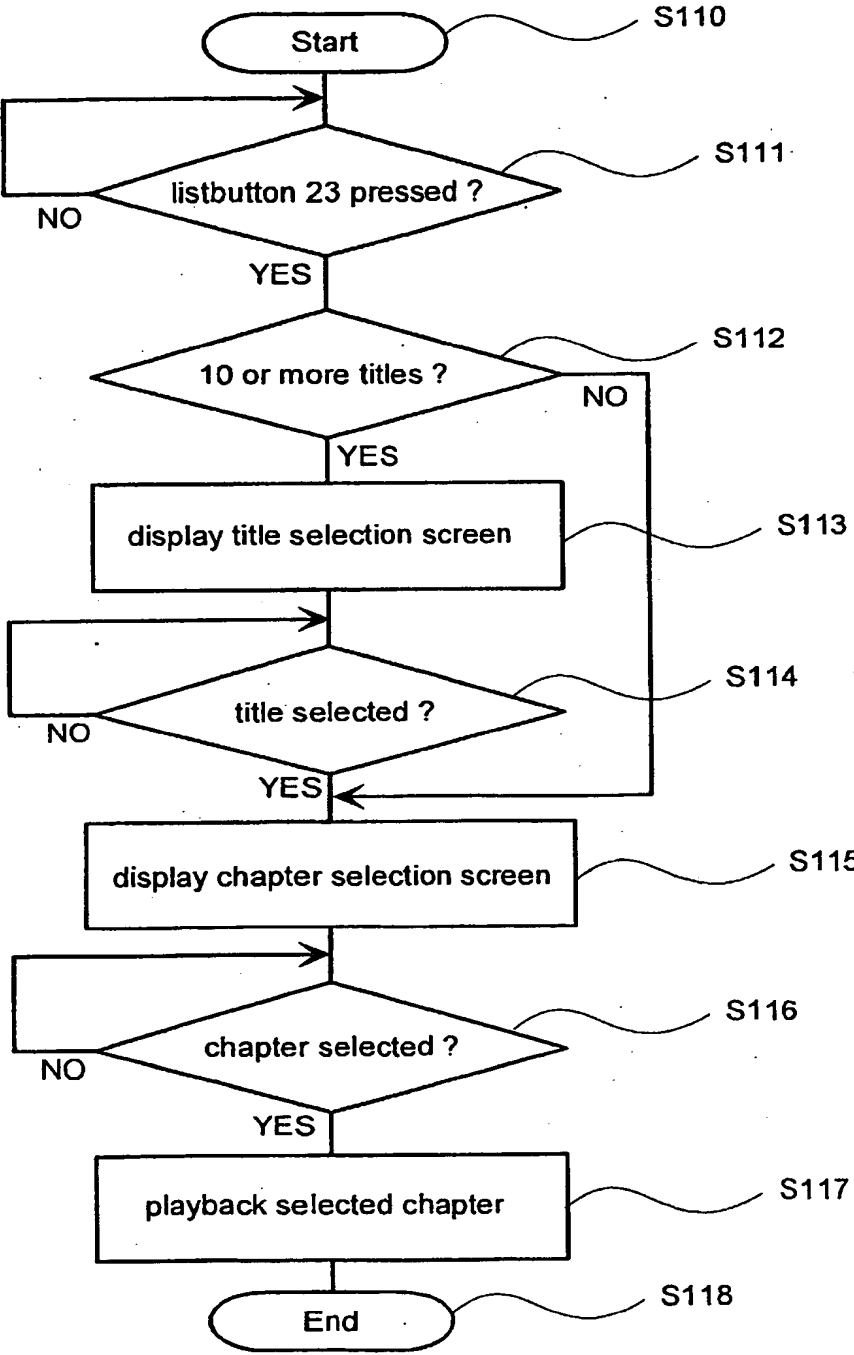 Start
S110
listbutton 23 pressed ?
S111
NO
YES
10 or more titles ?
S112
NO
YES
display title selection screen
S113
title selected ?
S114
NO
YES
display chapter selection screen
S115
chapter selected ?
S116
NO
YES
playback selected chapter
S117
End
S118